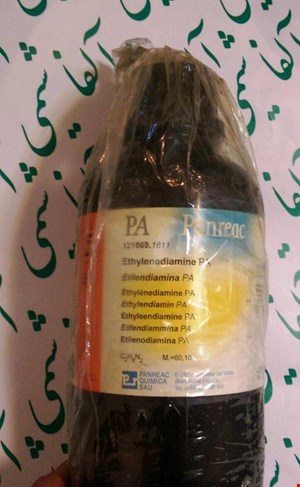 PA Panreac
121969.1611
Ethylenediamine PA
Etilendiamina PA
Ethylènediamine PA
Ethylendiamin PA
Ethyleendiamine PA
Etilendiammina PA
Etilenodiamina PA
C₂H₈N₂ M.=60,10
PANREAC
QUIMICA
SAU
آلفا شیمی